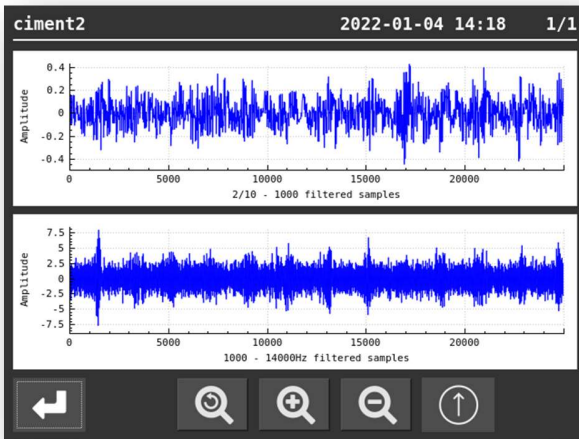 ciment2 2022-01-04 14:18 1/1
0.4
0.2
0
-0.2
-0.4
Amplitude
0 5000 10000 15000 20000
2/10 - 1000 filtered samples
7.5
5
2.5
0
-2.5
-5
-7.5
Amplitude
0 5000 10000 15000 20000
1000 - 14000Hz filtered samples